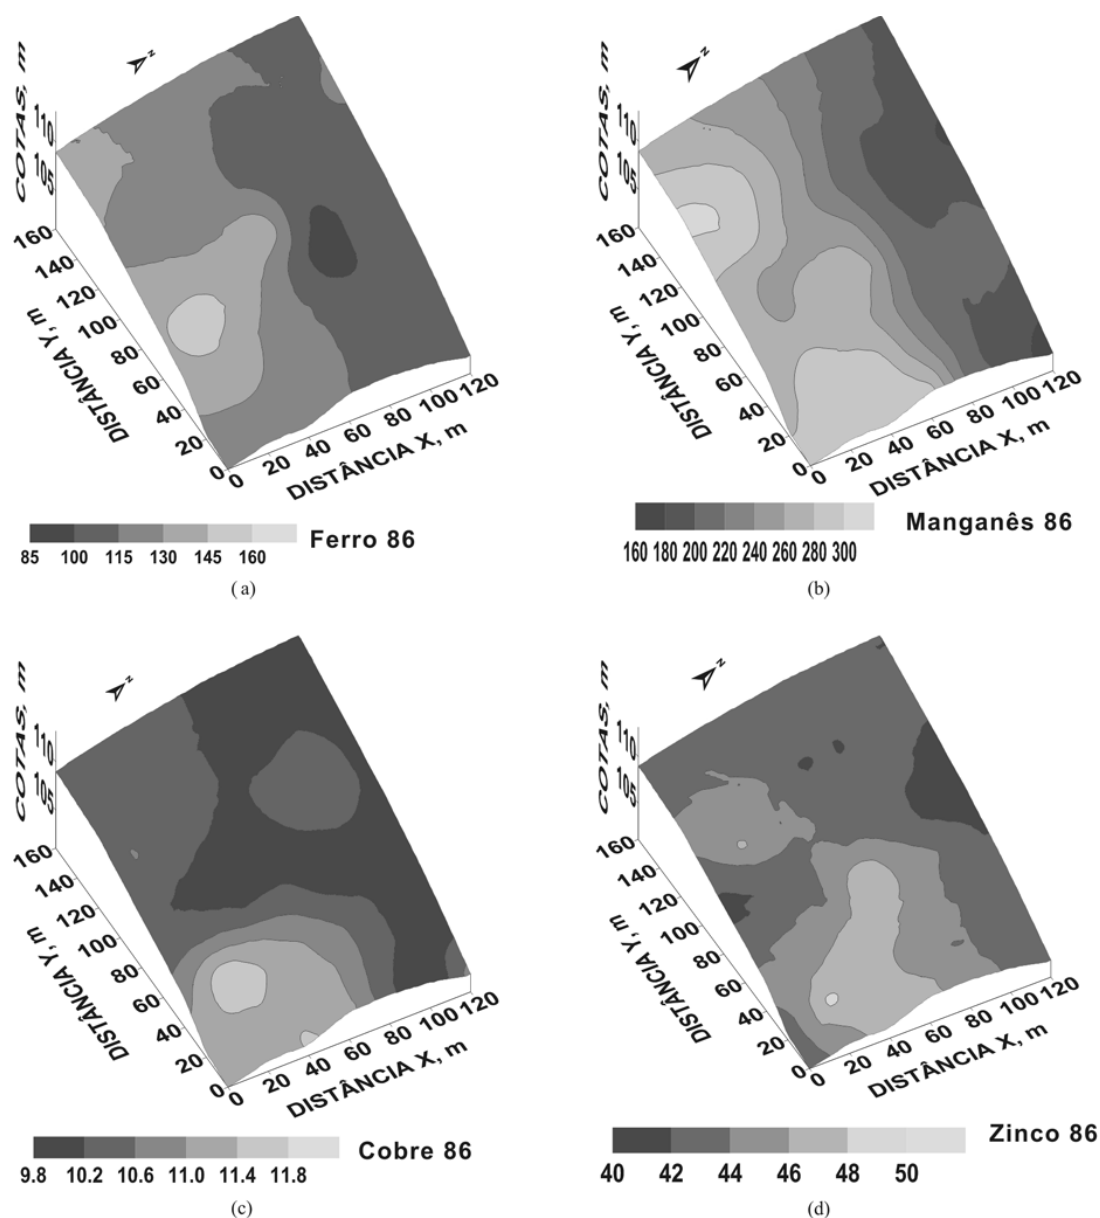 z
COTAS, m
110
105
160
140
120
100
80
60
40
20
0
DISTÂNCIA Y, m
0 20 40 60 80 100 120
DISTÂNCIA X, m
85 100 115 130 145 160
Ferro 86
(a)
z
COTAS, m
110
105
160
140
120
100
80
60
40
20
0
DISTÂNCIA Y, m
0 20 40 60 80 100 120
DISTÂNCIA X, m
160 180 200 220 240 260 280 300
Manganês 86
(b)
z
COTAS, m
110
105
160
140
120
100
80
60
40
20
0
DISTÂNCIA Y, m
0 20 40 60 80 100 120
DISTÂNCIA X, m
9.8 10.2 10.6 11.0 11.4 11.8
Cobre 86
(c)
z
COTAS, m
110
105
160
140
120
100
80
60
40
20
0
DISTÂNCIA Y, m
0 20 40 60 80 100 120
DISTÂNCIA X, m
40 42 44 46 48 50
Zinco 86
(d)